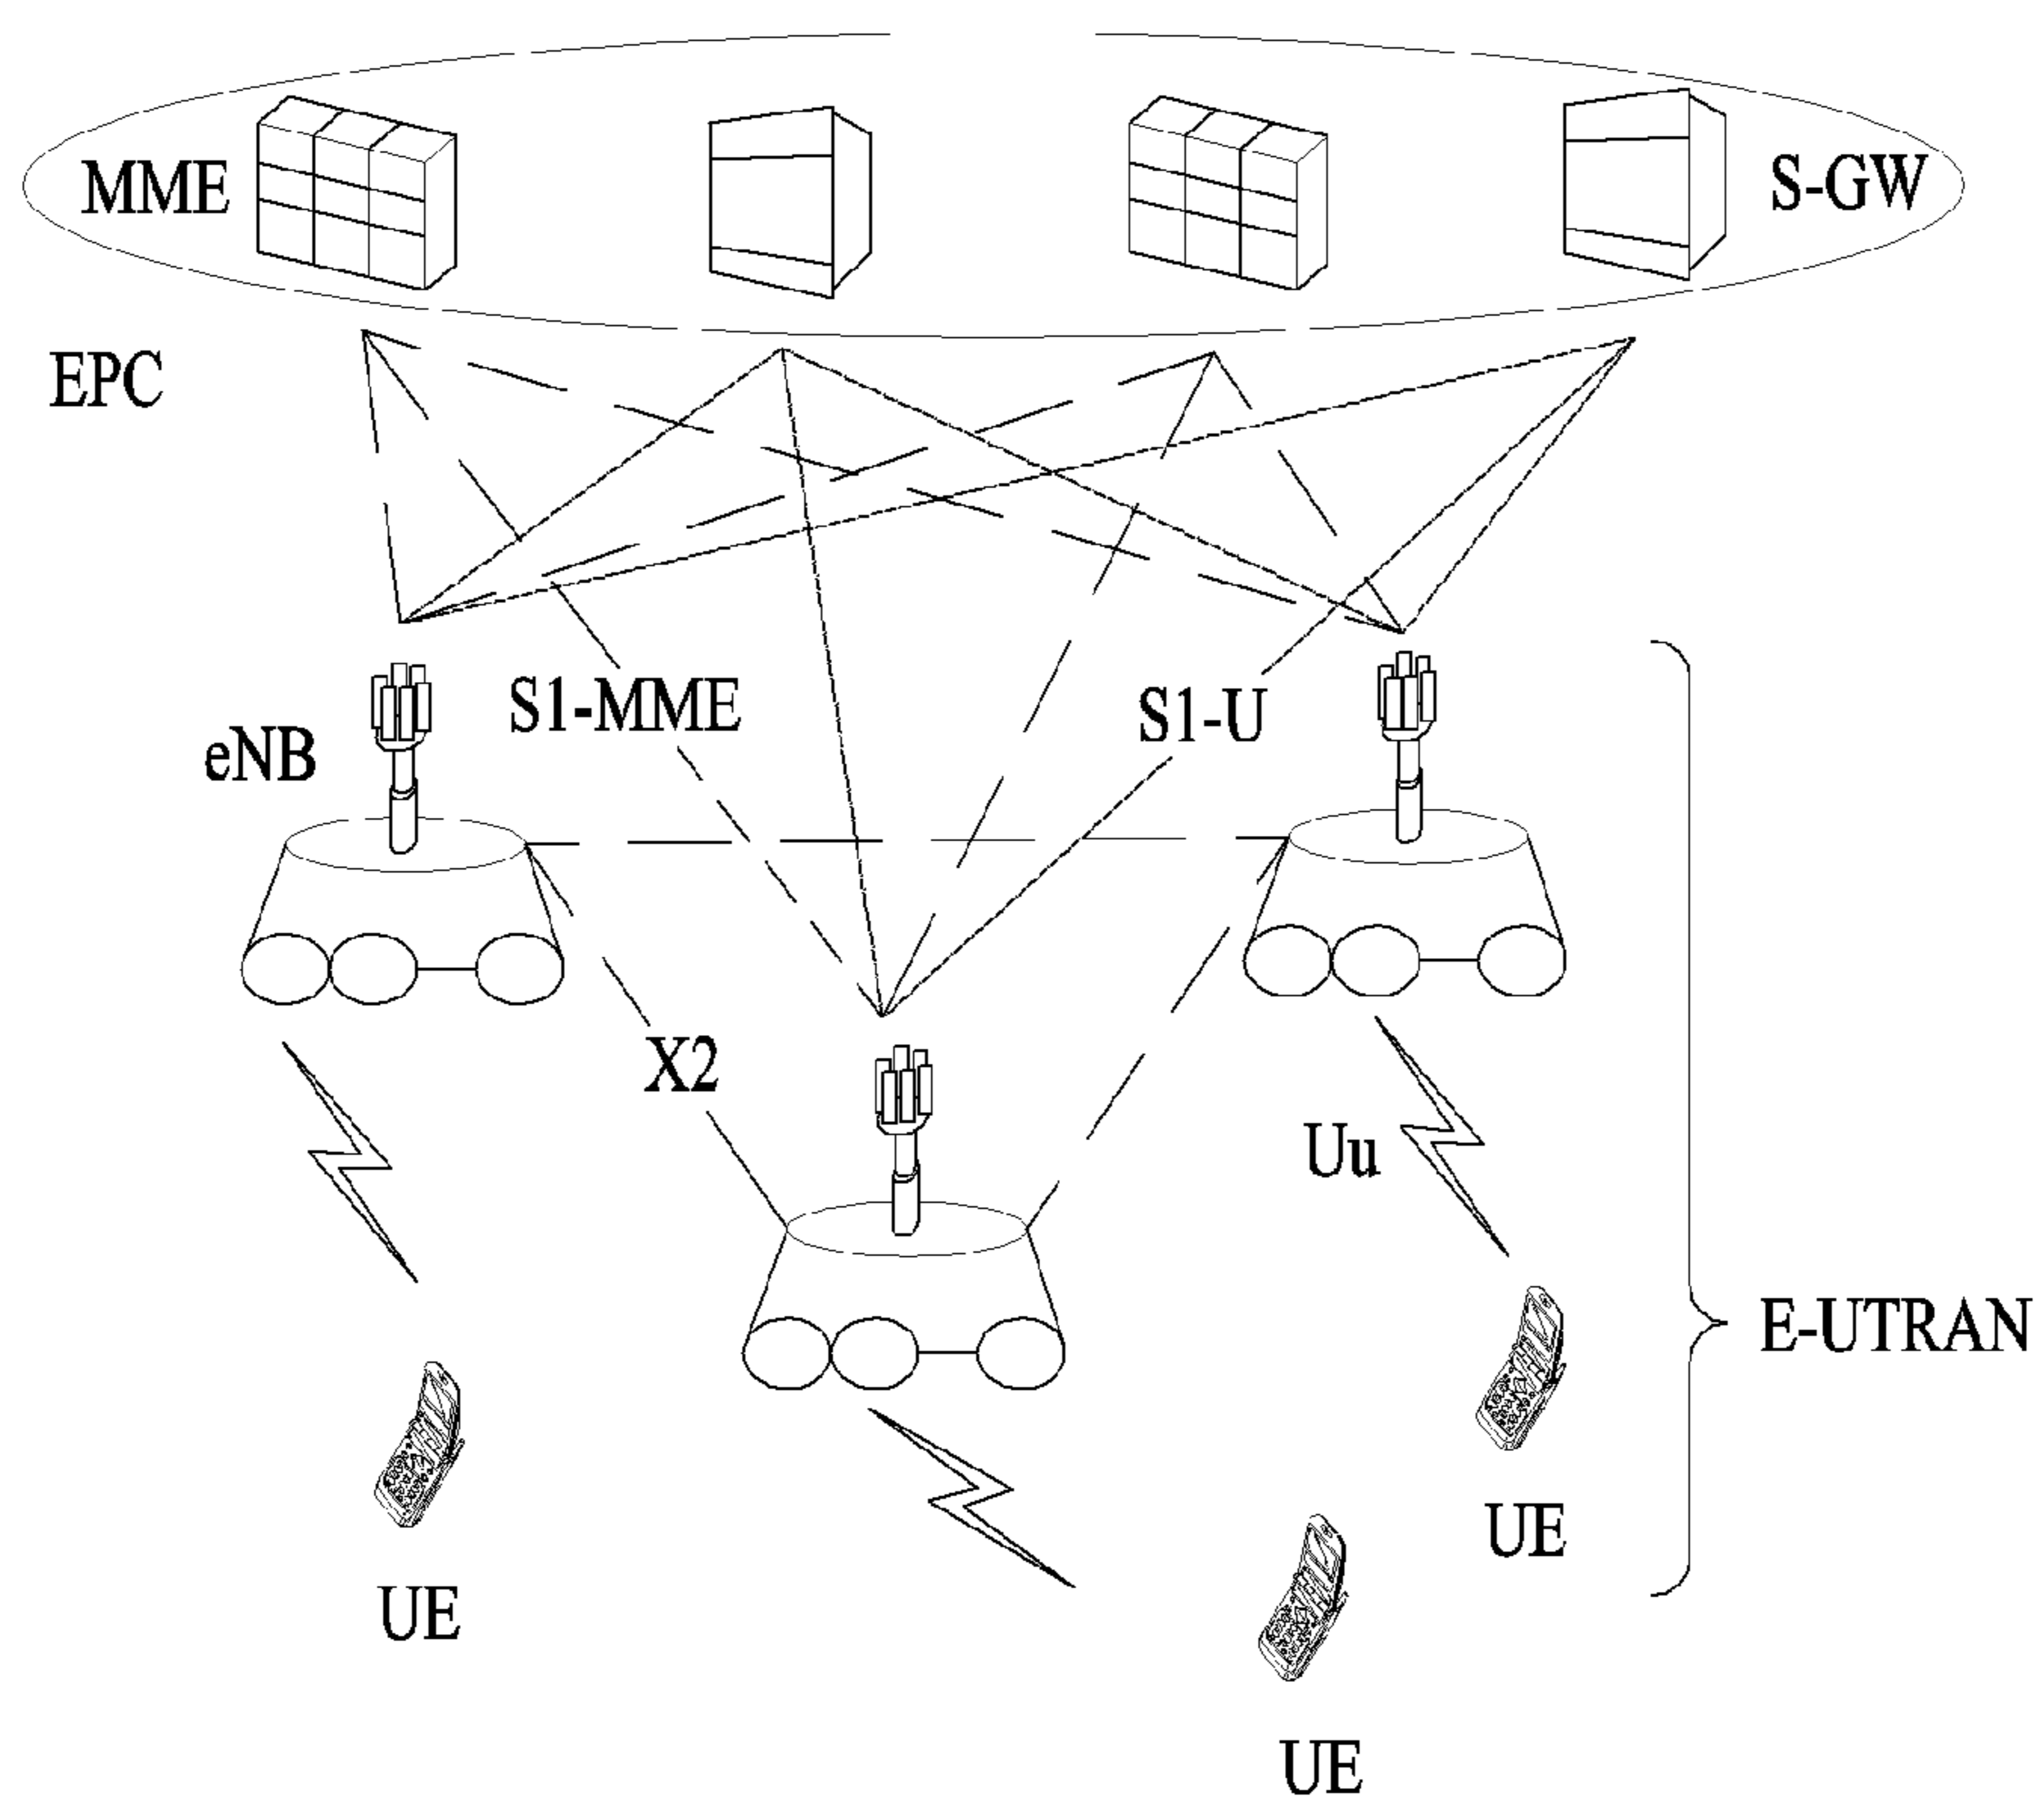 MME
S-GW
EPC
S1-MME
S1-U
eNB
X2
Uu
E-UTRAN
UE
UE
UE